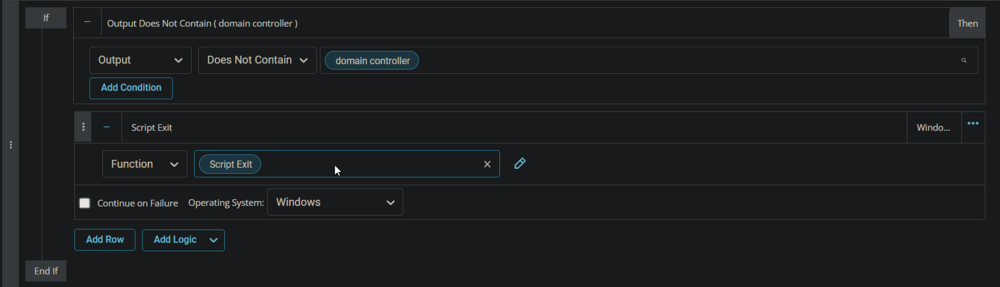 If
Output Does Not Contain ( domain controller )
Then
Output
Does Not Contain
domain controller
Add Condition
Script Exit
Windo...
Function
Script Exit
Continue on Failure
Operating System:
Windows
Add Row
Add Logic
End If